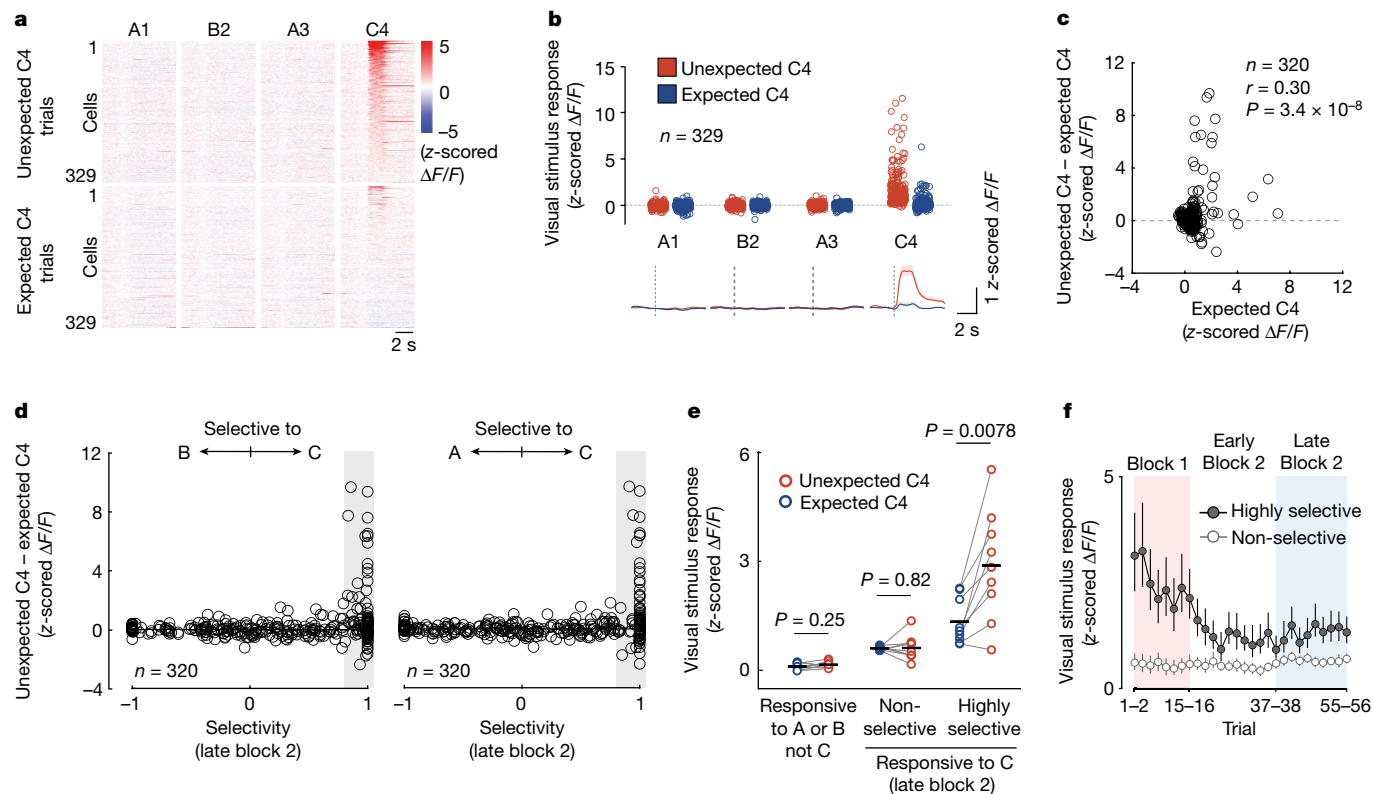 a
A1 B2 A3 C4
Unexpected C4
trials
Cells
1
329
Expected C4
trials
Cells
1
329
5
0
−5
(z-scored
ΔF/F)
2 s
b
Visual stimulus response
(z-scored ΔF/F)
15
10
5
0
Unexpected C4
Expected C4
n = 329
A1 B2 A3 C4
1 z-scored ΔF/F
2 s
c
Unexpected C4 – expected C4
(z-scored ΔF/F)
12
8
4
0
−4
n = 320
r = 0.30
P = 3.4 × 10⁻⁸
−4 0 4 8 12
Expected C4
(z-scored ΔF/F)
d
Unexpected C4 – expected C4
(z-scored ΔF/F)
12
8
4
0
−4
Selective to
B C
n = 320
−1 0 1
Selectivity
(late block 2)
Selective to
A C
n = 320
−1 0 1
Selectivity
(late block 2)
e
Visual stimulus response
(z-scored ΔF/F)
6
3
0
Unexpected C4
Expected C4
P = 0.25
P = 0.82
P = 0.0078
Responsive
to A or B
not C
Non-
selective
Highly
selective
Responsive to C
(late block 2)
f
Visual stimulus response
(z-scored ΔF/F)
5
0
Block 1
Early
Block 2
Late
Block 2
Highly selective
Non-selective
1–2 15–16 37–38 55–56
Trial